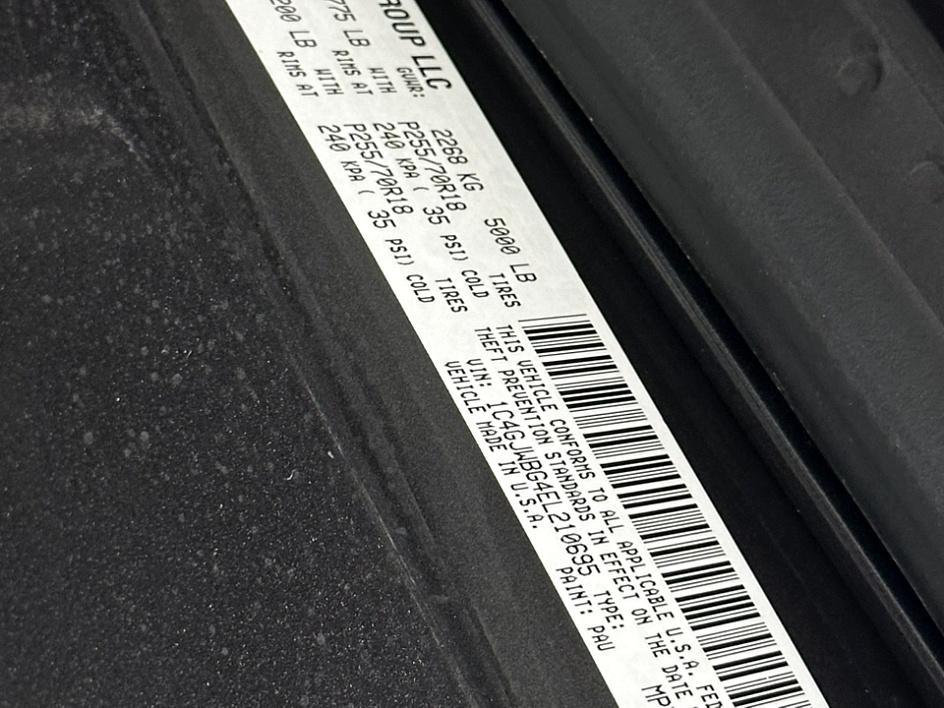 ROUP LLC
GVWR: 2268 KG 5000 LB
775 LB WITH P255/70R18 TIRES
RIMS AT 240 KPA ( 35 PSI) COLD
200 LB WITH P255/70R18 TIRES
RIMS AT 240 KPA ( 35 PSI) COLD
THIS VEHICLE CONFORMS TO ALL APPLICABLE U.S.A. FED
THEFT PREVENTION STANDARDS IN EFFECT ON THE DATE
VIN: 1C4GJWBG4EL210695 TYPE: MP
VEHICLE MADE IN U.S.A. PAINT: PAU